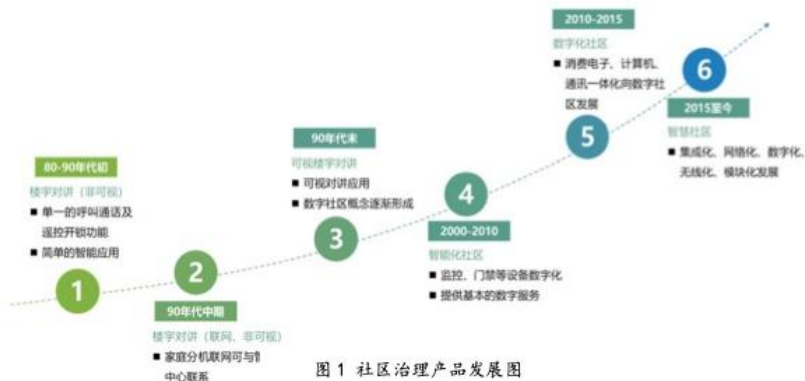 80-90年代初
楼宇对讲（非可视）
■ 单一的呼叫通话及
遥控开锁功能
■ 简单的智能应用
1
2
90年代中期
楼宇对讲（联网、非可视）
■ 家庭分机联网可与
中心联系
90年代末
可视楼宇对讲
■ 可视对讲应用
■ 数字社区概念逐渐形成
3
4
2000-2010
智能化社区
■ 监控、门禁等设备数字化
■ 提供基本的数字服务
2010-2015
数字化社区
■ 消费电子、计算机、
通讯一体化向数字社
区发展
5
6
2015至今
智慧社区
■ 集成化、网络化、数字化、
无线化、模块化发展
图1 社区治理产品发展图